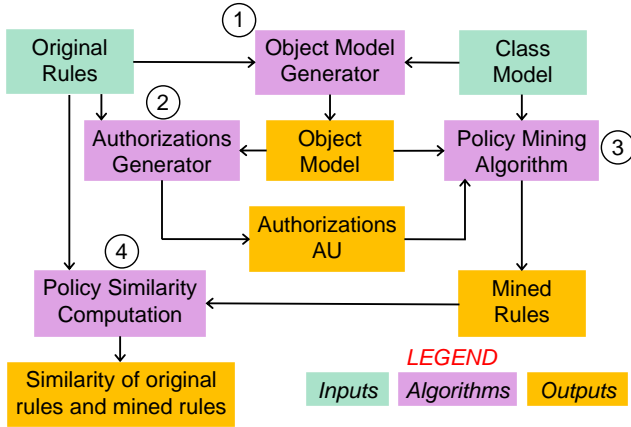 1
Original
Rules
Object Model
Generator
Class
Model
2
Authorizations
Generator
Object
Model
Policy Mining
Algorithm
3
Authorizations
AU
4
Policy Similarity
Computation
Mined
Rules
Similarity of original
rules and mined rules
LEGEND
Inputs
Algorithms
Outputs